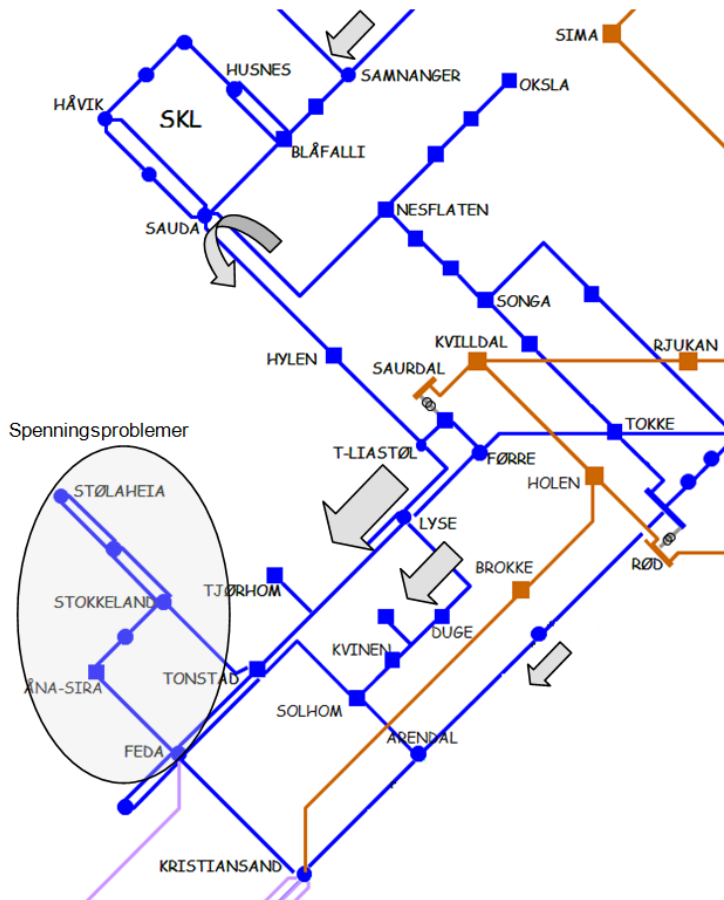 SIMA
HUSNES
SAMNANGER
OKSLA
HÅVIK
SKL
BLÅFALLI
NESFLATEN
SAUDA
SONGA
KVILLDAL
RJUKAN
HYLEN
SAURDAL
Spenningsproblemer
TOKKE
T-LIASTØL
FØRRE
HOLEN
STØLAHEIA
LYSE
BROKKE
RØD
TJØRHOM
STOKKELAND
DUGE
KVINEN
TONSTAD
ÅNA-SIRA
SOLHOM
FEDA
ARENDAL
KRISTIANSAND